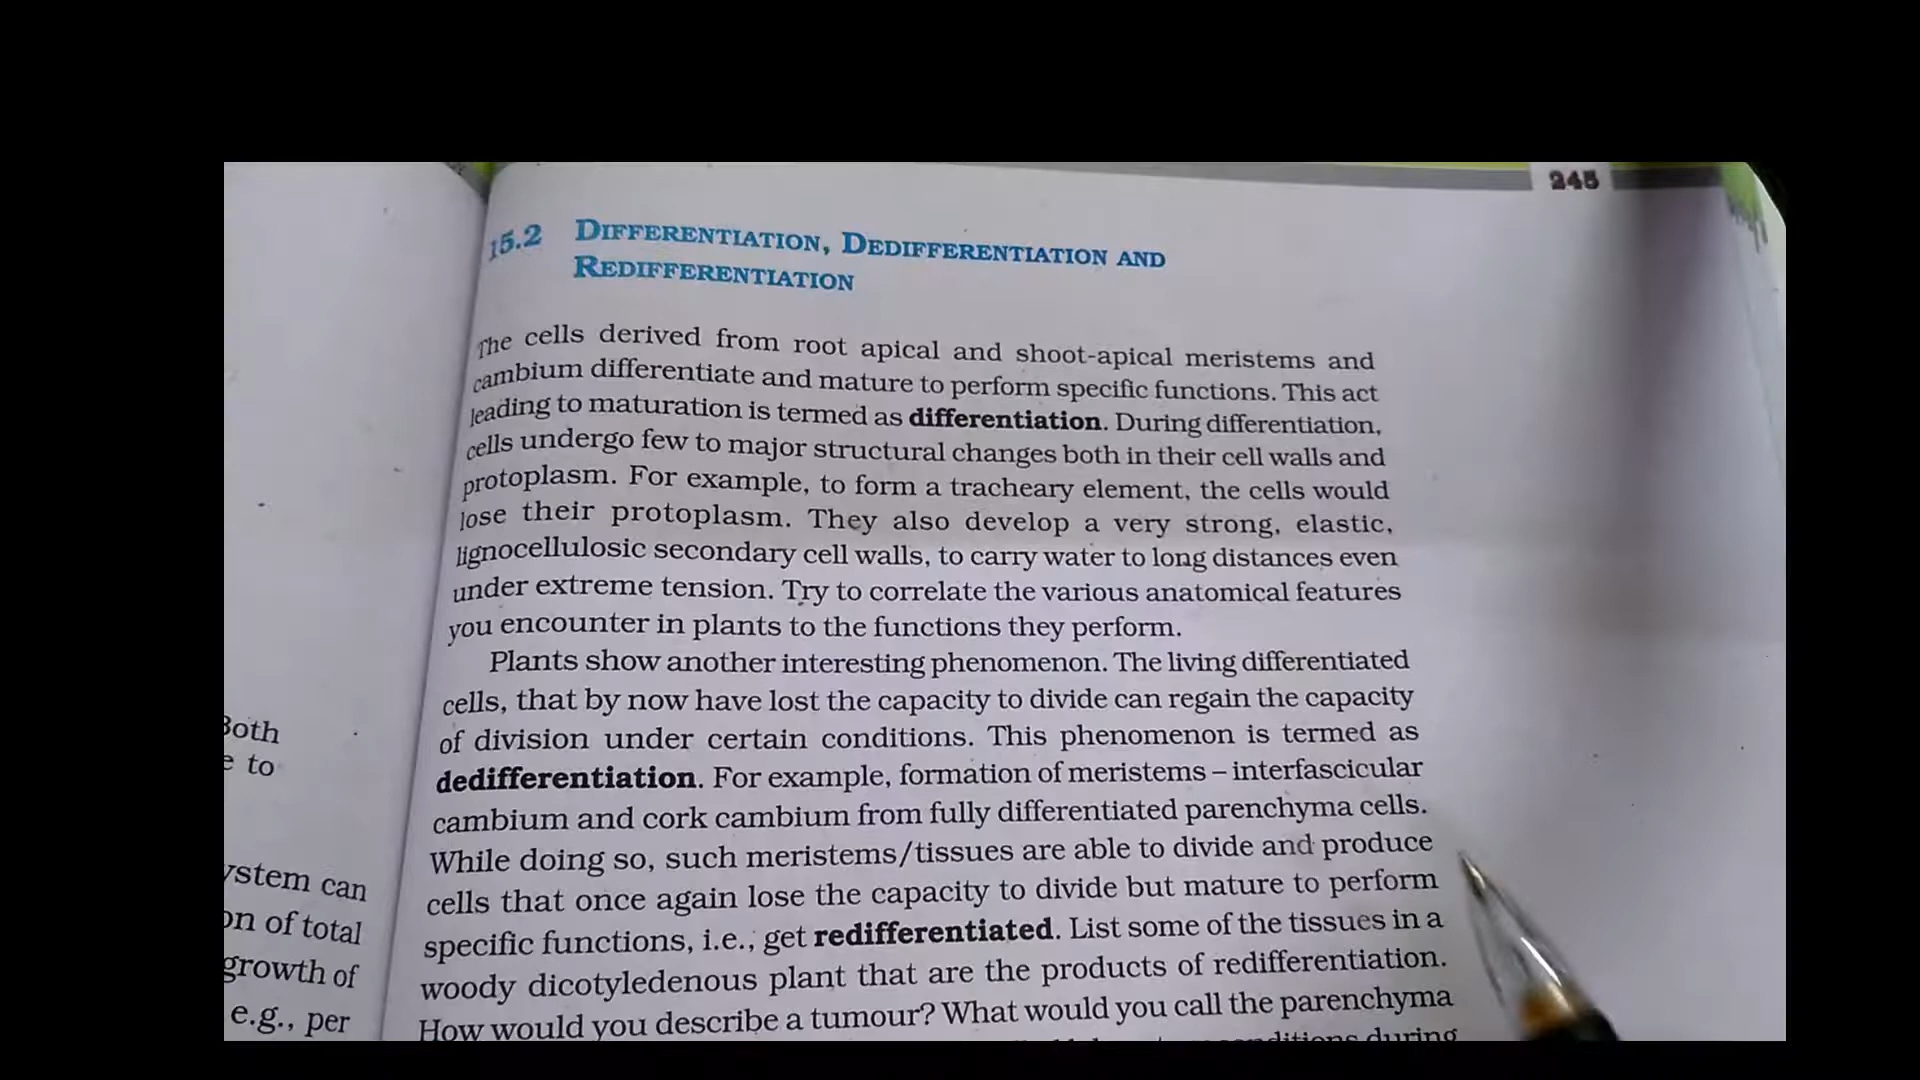 245
15.2 DIFFERENTIATION, DEDIFFERENTIATION AND
REDIFFERENTIATION
The cells derived from root apical and shoot-apical meristems and
cambium differentiate and mature to perform specific functions. This act
leading to maturation is termed as differentiation. During differentiation,
cells undergo few to major structural changes both in their cell walls and
protoplasm. For example, to form a tracheary element, the cells would
lose their protoplasm. They also develop a very strong, elastic,
lignocellulosic secondary cell walls, to carry water to long distances even
under extreme tension. Try to correlate the various anatomical features
you encounter in plants to the functions they perform.
Plants show another interesting phenomenon. The living differentiated
cells, that by now have lost the capacity to divide can regain the capacity
of division under certain conditions. This phenomenon is termed as
dedifferentiation. For example, formation of meristems – interfascicular
cambium and cork cambium from fully differentiated parenchyma cells.
While doing so, such meristems/tissues are able to divide and produce
cells that once again lose the capacity to divide but mature to perform
specific functions, i.e., get redifferentiated. List some of the tissues in a
woody dicotyledenous plant that are the products of redifferentiation.
How would you describe a tumour? What would you call the parenchyma
during
Both
e to
ystem can
on of total
growth of
e.g., per